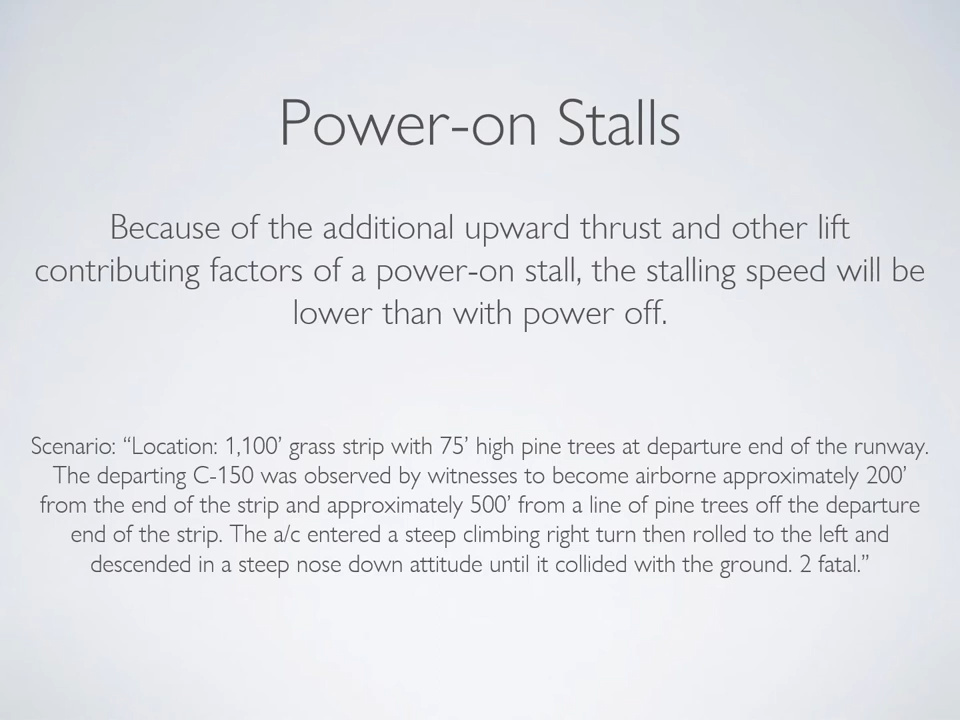 Power-on Stalls
Because of the additional upward thrust and other lift
contributing factors of a power-on stall, the stalling speed will be
lower than with power off.
Scenario: “Location: 1,100’ grass strip with 75’ high pine trees at departure end of the runway.
The departing C-150 was observed by witnesses to become airborne approximately 200’
from the end of the strip and approximately 500’ from a line of pine trees off the departure
end of the strip. The a/c entered a steep climbing right turn then rolled to the left and
descended in a steep nose down attitude until it collided with the ground. 2 fatal.”